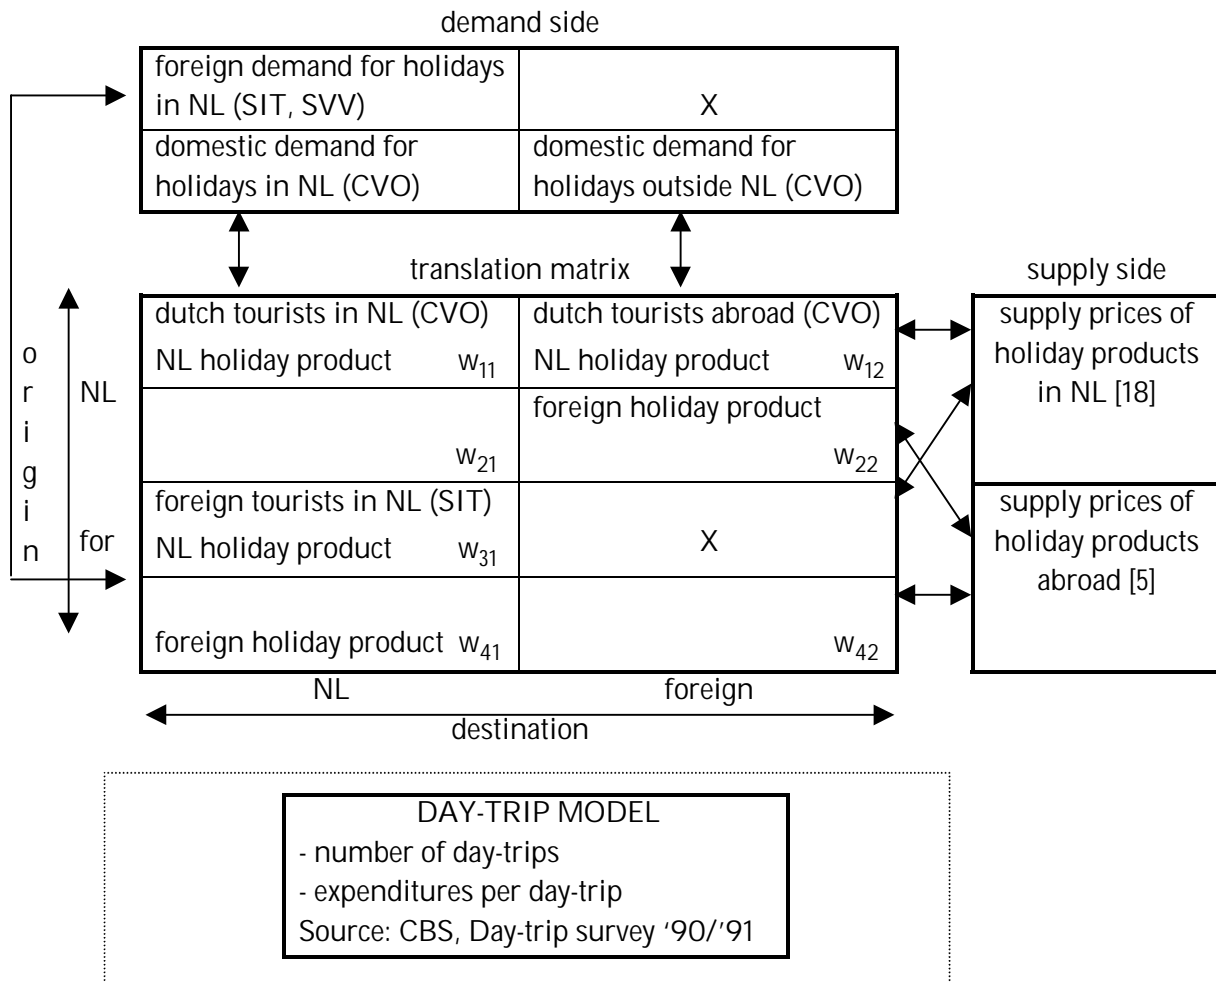 demand side
foreign demand for holidays
in NL (SIT, SVV)
X
domestic demand for
holidays in NL (CVO)
domestic demand for
holidays outside NL (CVO)
translation matrix
supply side
origin
NL
for
dutch tourists in NL (CVO)
NL holiday product w11
dutch tourists abroad (CVO)
NL holiday product w12
w21
foreign holiday product
w22
foreign tourists in NL (SIT)
NL holiday product w31
X
foreign holiday product w41
w42
supply prices of
holiday products
in NL [18]
supply prices of
holiday products
abroad [5]
NL
foreign
destination
DAY-TRIP MODEL
- number of day-trips
- expenditures per day-trip
Source: CBS, Day-trip survey ‘90/’91